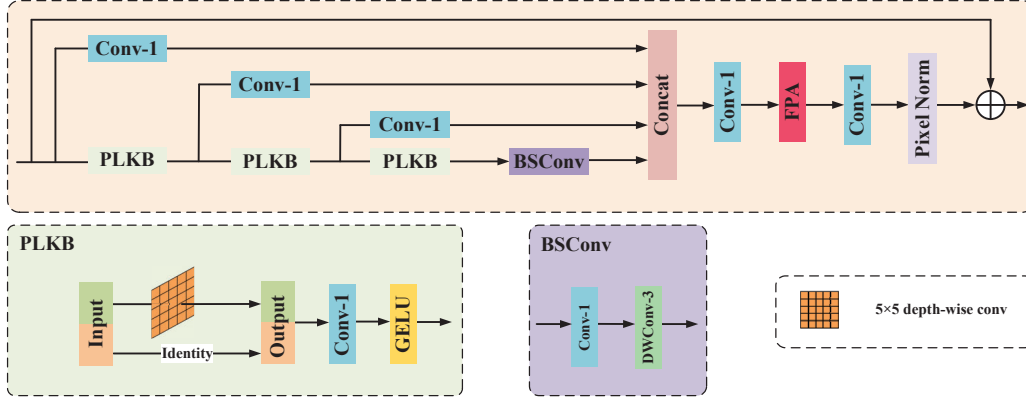 Conv-1
Conv-1
Conv-1
PLKB
PLKB
PLKB
BSConv
Concat
Conv-1
FPA
Conv-1
Pixel Norm
PLKB
Input
Identity
Output
Conv-1
GELU
BSConv
Conv-1
DWConv-3
5×5 depth-wise conv